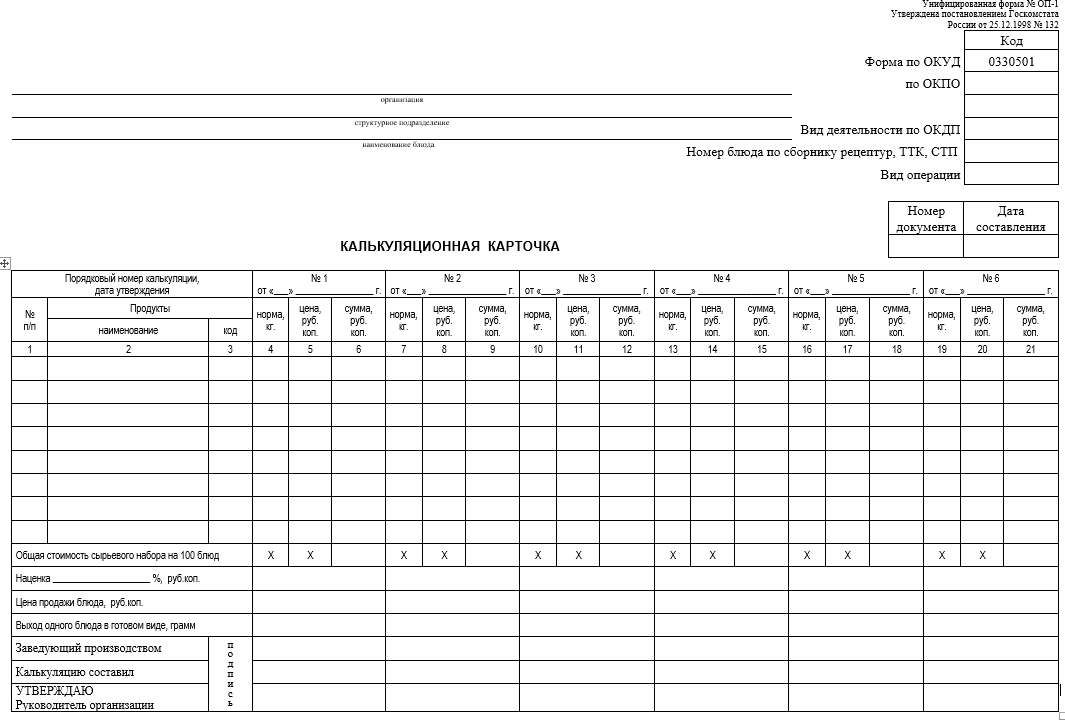 Унифицированная форма № ОП-1
Утверждена постановлением Госкомстата
России от 25.12.1998 № 132
Код
Форма по ОКУД 0330501
по ОКПО
организация
структурное подразделение
Вид деятельности по ОКДП
наименование блюда
Номер блюда по сборнику рецептур, ТТК, СТП
Вид операции
Номер документа Дата составления
КАЛЬКУЛЯЦИОННАЯ КАРТОЧКА
Порядковый номер калькуляции, дата утверждения № 1 № 2 № 3 № 4 № 5 № 6
от «___» ________________ г. от «___» ________________ г. от «___» ________________ г. от «___» ________________ г. от «___» ________________ г. от «___» ________________ г.
№ п/п Продукты норма, кг. цена, руб. коп. сумма, руб. коп. норма, кг. цена, руб. коп. сумма, руб. коп. норма, кг. цена, руб. коп. сумма, руб. коп. норма, кг. цена, руб. коп. сумма, руб. коп. норма, кг. цена, руб. коп. сумма, руб. коп. норма, кг. цена, руб. коп. сумма, руб. коп.
наименование код
1 2 3 4 5 6 7 8 9 10 11 12 13 14 15 16 17 18 19 20 21
Общая стоимость сырьевого набора на 100 блюд Х Х Х Х Х Х Х Х Х Х Х Х
Наценка ____________________ %, руб.коп.
Цена продажи блюда, руб.коп.
Выход одного блюда в готовом виде, грамм
Заведующий производством подпись
Калькуляцию составил
УТВЕРЖДАЮ
Руководитель организации